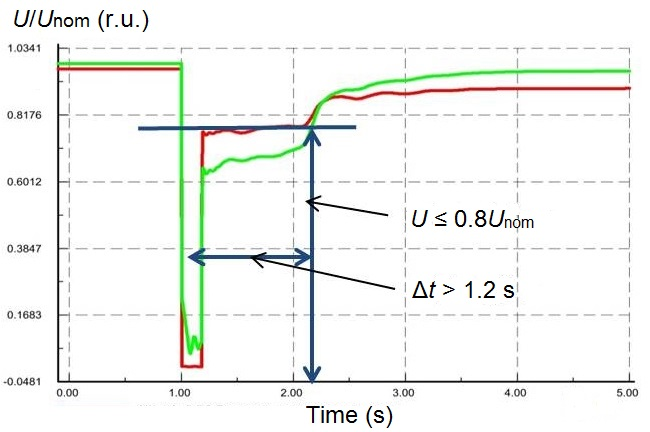 U/Unom (r.u.)
1.0341
0.8176
0.6012
0.3847
0.1683
-0.0481
U ≤ 0.8Unom
Δt > 1.2 s
0.00 1.00 2.00 3.00 4.00 5.00
Time (s)